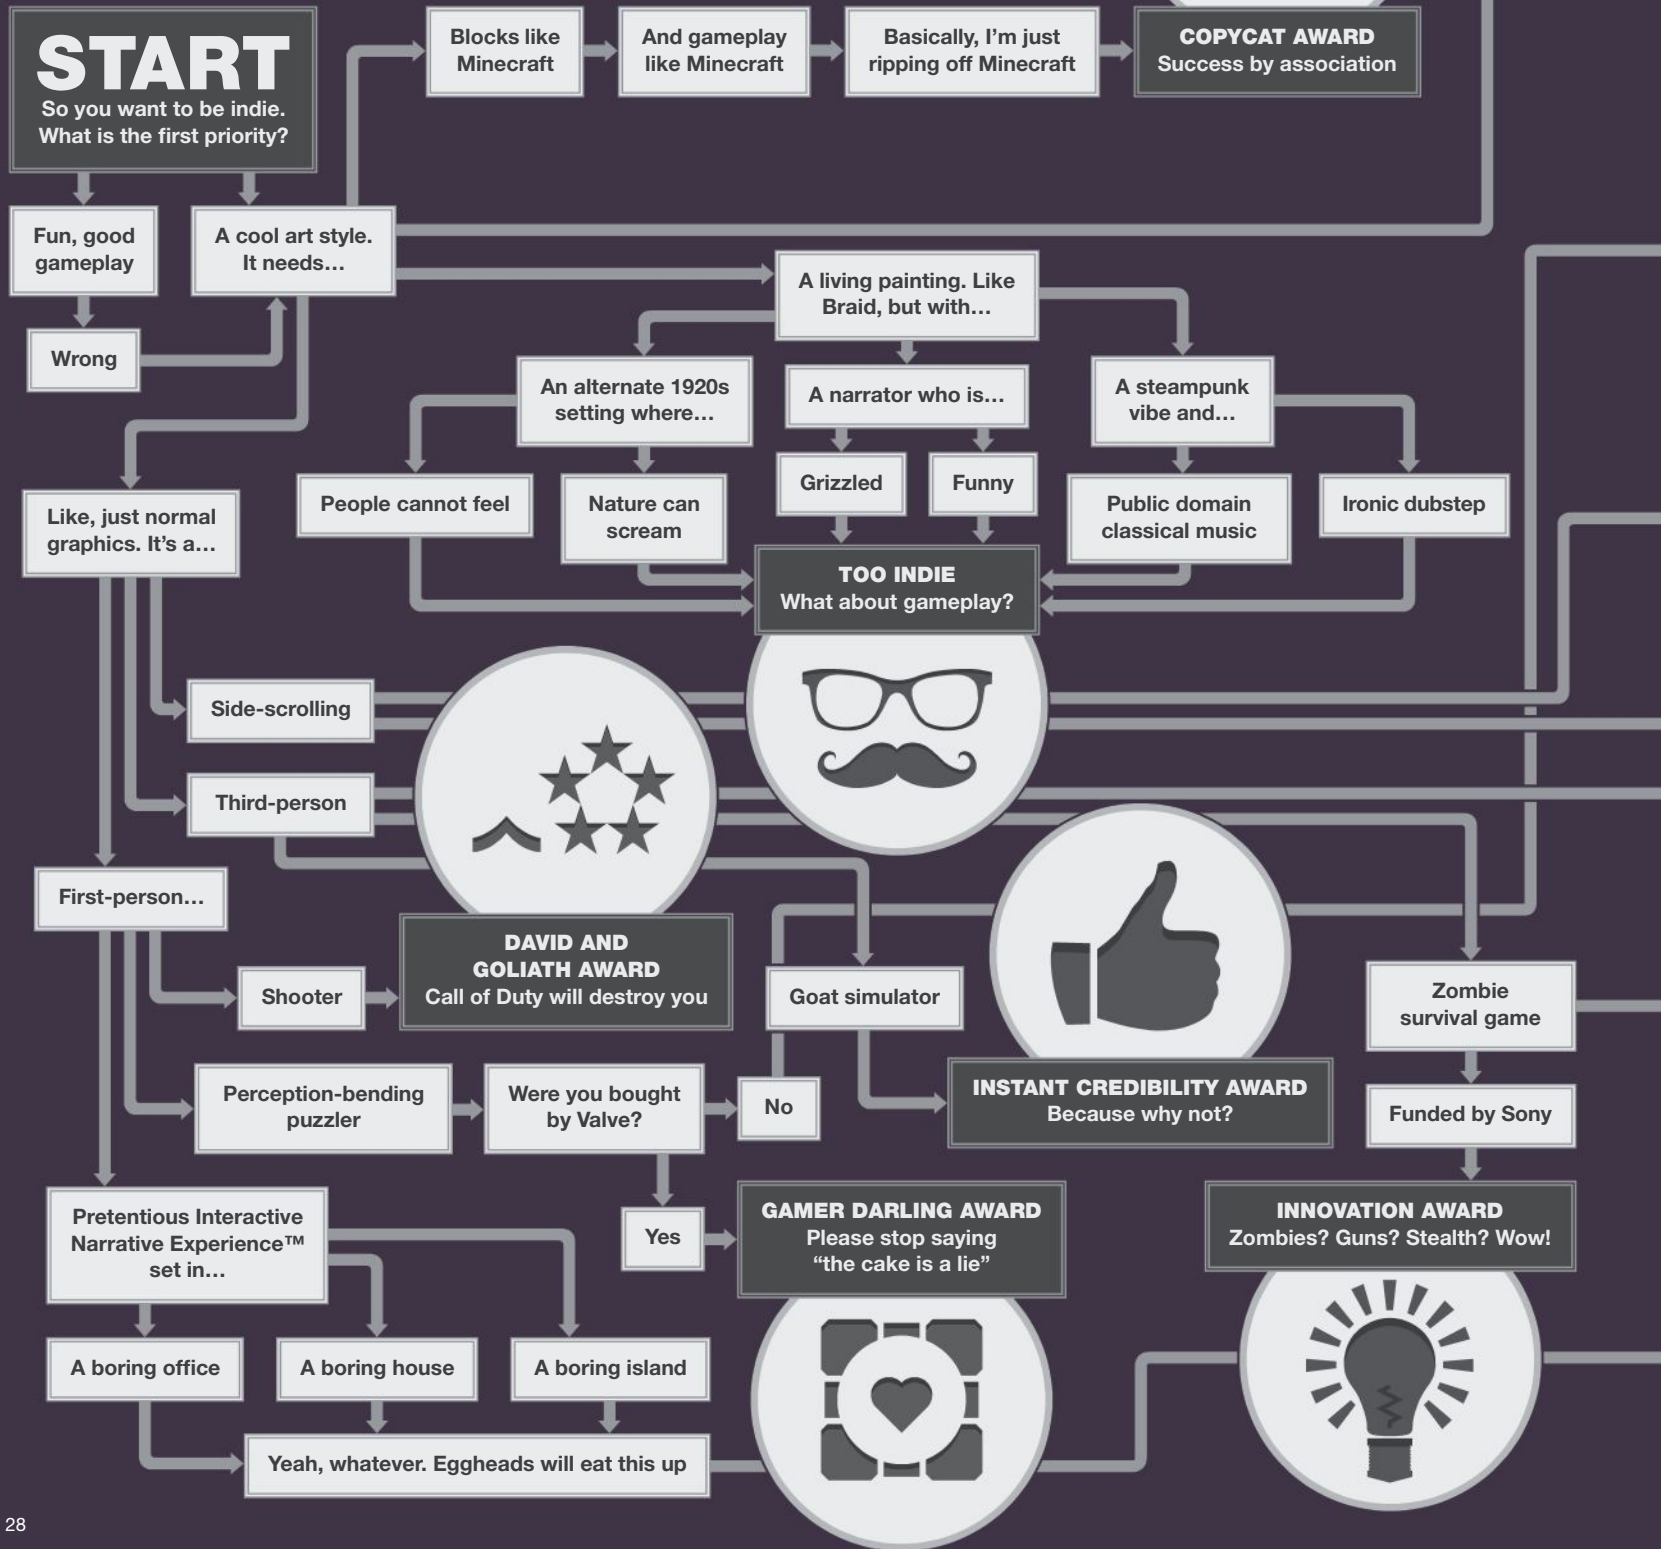 START
So you want to be indie.
What is the first priority?
Blocks like
Minecraft
And gameplay
like Minecraft
Basically, I'm just
ripping off Minecraft
COPYCAT AWARD
Success by association
Fun, good
gameplay
A cool art style.
It needs...
Wrong
A living painting. Like
Braid, but with...
An alternate 1920s
setting where...
A narrator who is...
A steampunk
vibe and...
People cannot feel
Nature can
scream
Grizzled
Funny
Public domain
classical music
Ironic dubstep
Like, just normal
graphics. It's a...
TOO INDIE
What about gameplay?
Side-scrolling
Third-person
First-person...
DAVID AND
GOLIATH AWARD
Call of Duty will destroy you
Shooter
Goat simulator
Zombie
survival game
Perception-bending
puzzler
Were you bought
by Valve?
No
INSTANT CREDIBILITY AWARD
Because why not?
Funded by Sony
Pretentious Interactive
Narrative Experience™
set in...
Yes
GAMER DARLING AWARD
Please stop saying
“the cake is a lie”
INNOVATION AWARD
Zombies? Guns? Stealth? Wow!
A boring office
A boring house
A boring island
Yeah, whatever. Eggheads will eat this up
28